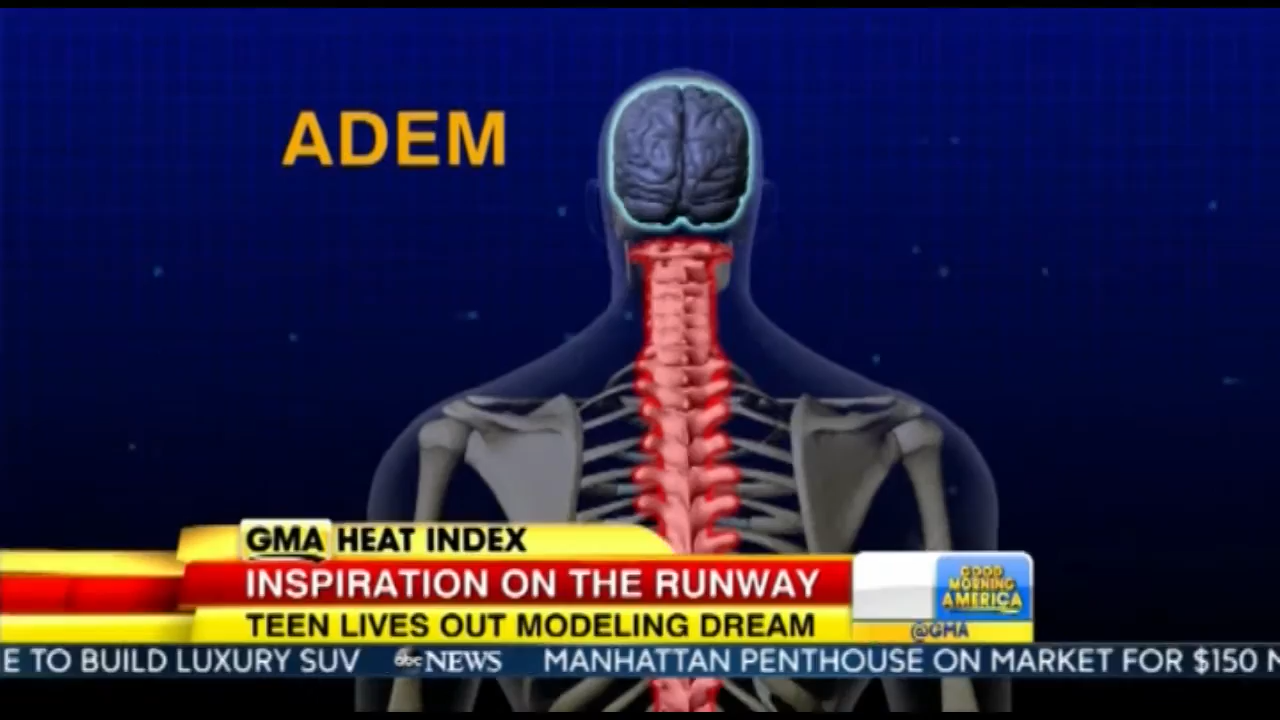 ADEM
GMA HEAT INDEX
INSPIRATION ON THE RUNWAY
TEEN LIVES OUT MODELING DREAM
GOOD
MORNING
AMERICA
@GMA
E TO BUILD LUXURY SUV abc NEWS MANHATTAN PENTHOUSE ON MARKET FOR $150 M